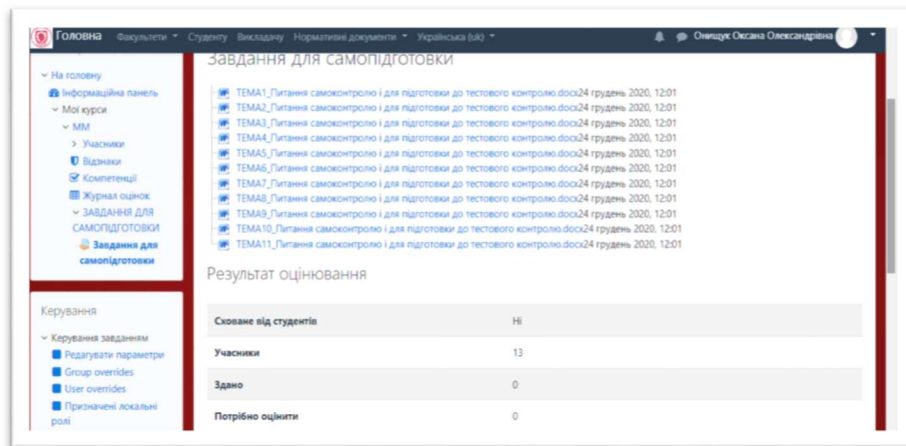 Головна Факультети Студенту Викладачу Нормативні документи Українська (uk) Онищук Оксана Олександрівна
На головну
Інформаційна панель
Мої курси
ММ
Учасники
Відзнаки
Компетенції
Журнал оцінок
ЗАВДАННЯ ДЛЯ
САМОПІДГОТОВКИ
Завдання для
самопідготовки
Керування
Керування завданням
Редагувати параметри
Group overrides
User overrides
Призначені локальні
ролі
Завдання для самопідготовки
ТЕМА1_Питання самоконтролю і для підготовки до тестового контролю.docx24 грудень 2020, 12:01
ТЕМА2_Питання самоконтролю і для підготовки до тестового контролю.docx24 грудень 2020, 12:01
ТЕМА3_Питання самоконтролю і для підготовки до тестового контролю.docx24 грудень 2020, 12:01
ТЕМА4_Питання самоконтролю і для підготовки до тестового контролю.docx24 грудень 2020, 12:01
ТЕМА5_Питання самоконтролю і для підготовки до тестового контролю.docx24 грудень 2020, 12:01
ТЕМА6_Питання самоконтролю і для підготовки до тестового контролю.docx24 грудень 2020, 12:01
ТЕМА7_Питання самоконтролю і для підготовки до тестового контролю.docx24 грудень 2020, 12:01
ТЕМА8_Питання самоконтролю і для підготовки до тестового контролю.docx24 грудень 2020, 12:01
ТЕМА9_Питання самоконтролю і для підготовки до тестового контролю.docx24 грудень 2020, 12:01
ТЕМА10_Питання самоконтролю і для підготовки до тестового контролю.docx24 грудень 2020, 12:01
ТЕМА11_Питання самоконтролю і для підготовки до тестового контролю.docx24 грудень 2020, 12:01
Результат оцінювання
Сховане від студентів Ні
Учасники 13
Здано 0
Потрібно оцінити 0